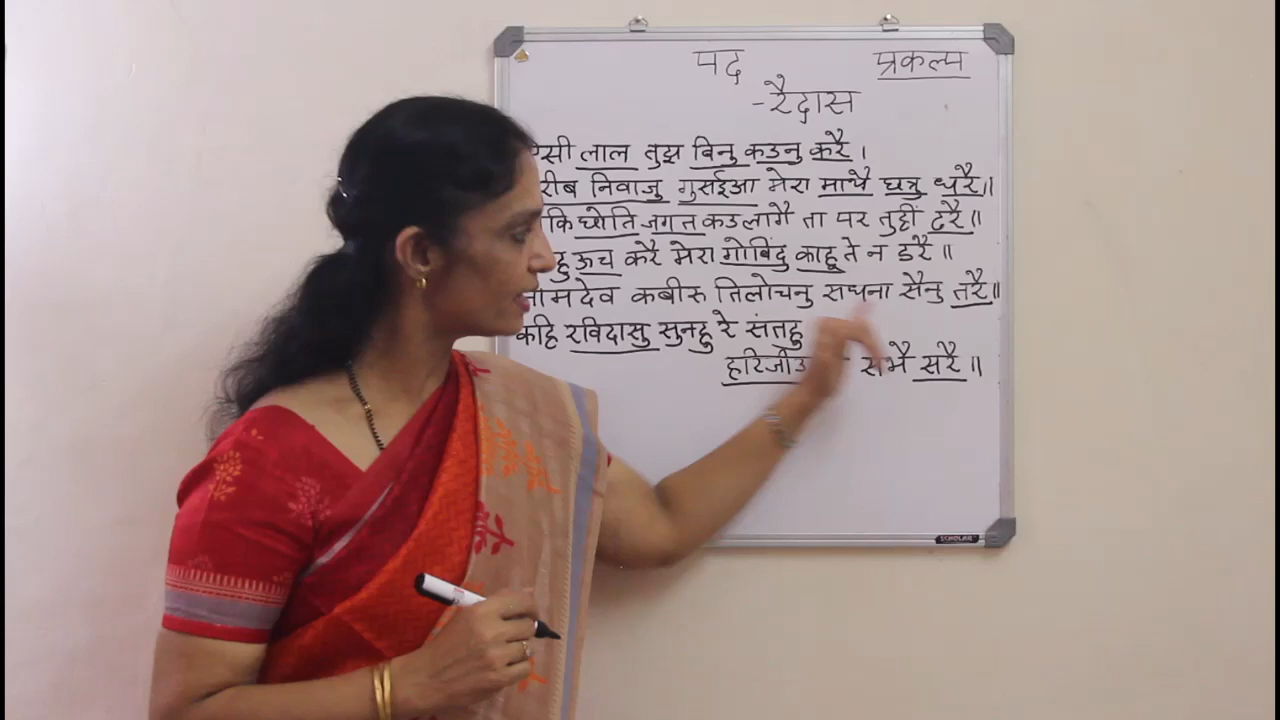 पद
प्रकल्प
-रैदास
ऐसी लाल तुझ बिनु कउनु करै ।
रीब निवाजु गुसईआ मेरा माथै छत्रु धरै॥
कि छोति जगत कउ लागै ता पर तुहीं ढरै॥
हु ऊच करै मेरा गोबिंदु काहू ते न डरै॥
नामदेव कबीरु तिलोचनु सधना सैनु तरै॥
कहि रविदासु सुनहु रे संतहु
हरिजीउ सभै सरै॥
SCHOLAR